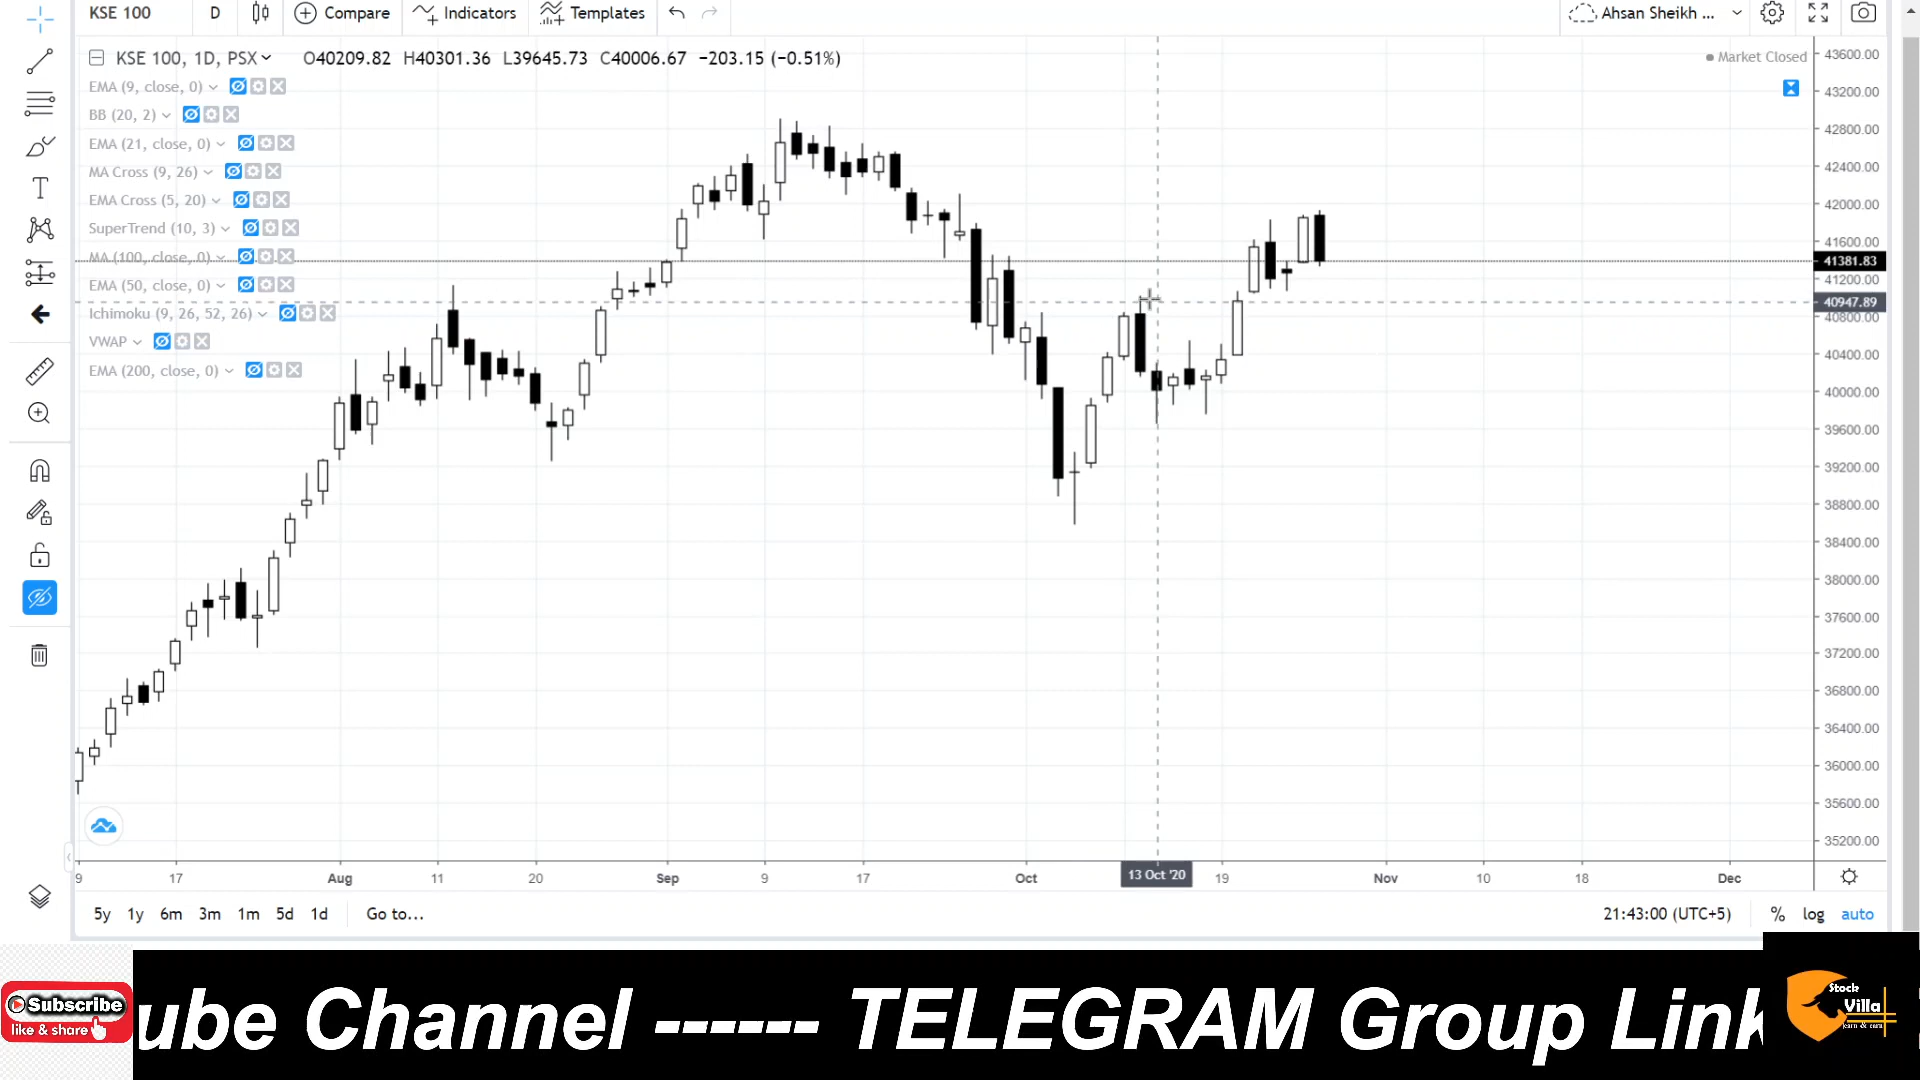 KSE 100 D Compare Indicators Templates Ahsan Sheikh ...
KSE 100, 1D, PSX O40209.82 H40301.36 L39645.73 C40006.67 −203.15 (−0.51%)
Market Closed
EMA (9, close, 0)
BB (20, 2)
EMA (21, close, 0)
MA Cross (9, 26)
EMA Cross (5, 20)
SuperTrend (10, 3)
MA (100, close, 0)
EMA (50, close, 0)
Ichimoku (9, 26, 52, 26)
VWAP
EMA (200, close, 0)
43600.00
43200.00
42800.00
42400.00
42000.00
41600.00
41381.83
41200.00
40947.89
40800.00
40400.00
40000.00
39600.00
39200.00
38800.00
38400.00
38000.00
37600.00
37200.00
36800.00
36400.00
36000.00
35600.00
35200.00
9 17 Aug 11 20 Sep 9 17 Oct 13 Oct '20 19 Nov 10 18 Dec
5y 1y 6m 3m 1m 5d 1d Go to... 21:43:00 (UTC+5) % log auto
Subscribe
like & share
ube Channel ------ TELEGRAM Group Link
Stock
Villa
learn & earn